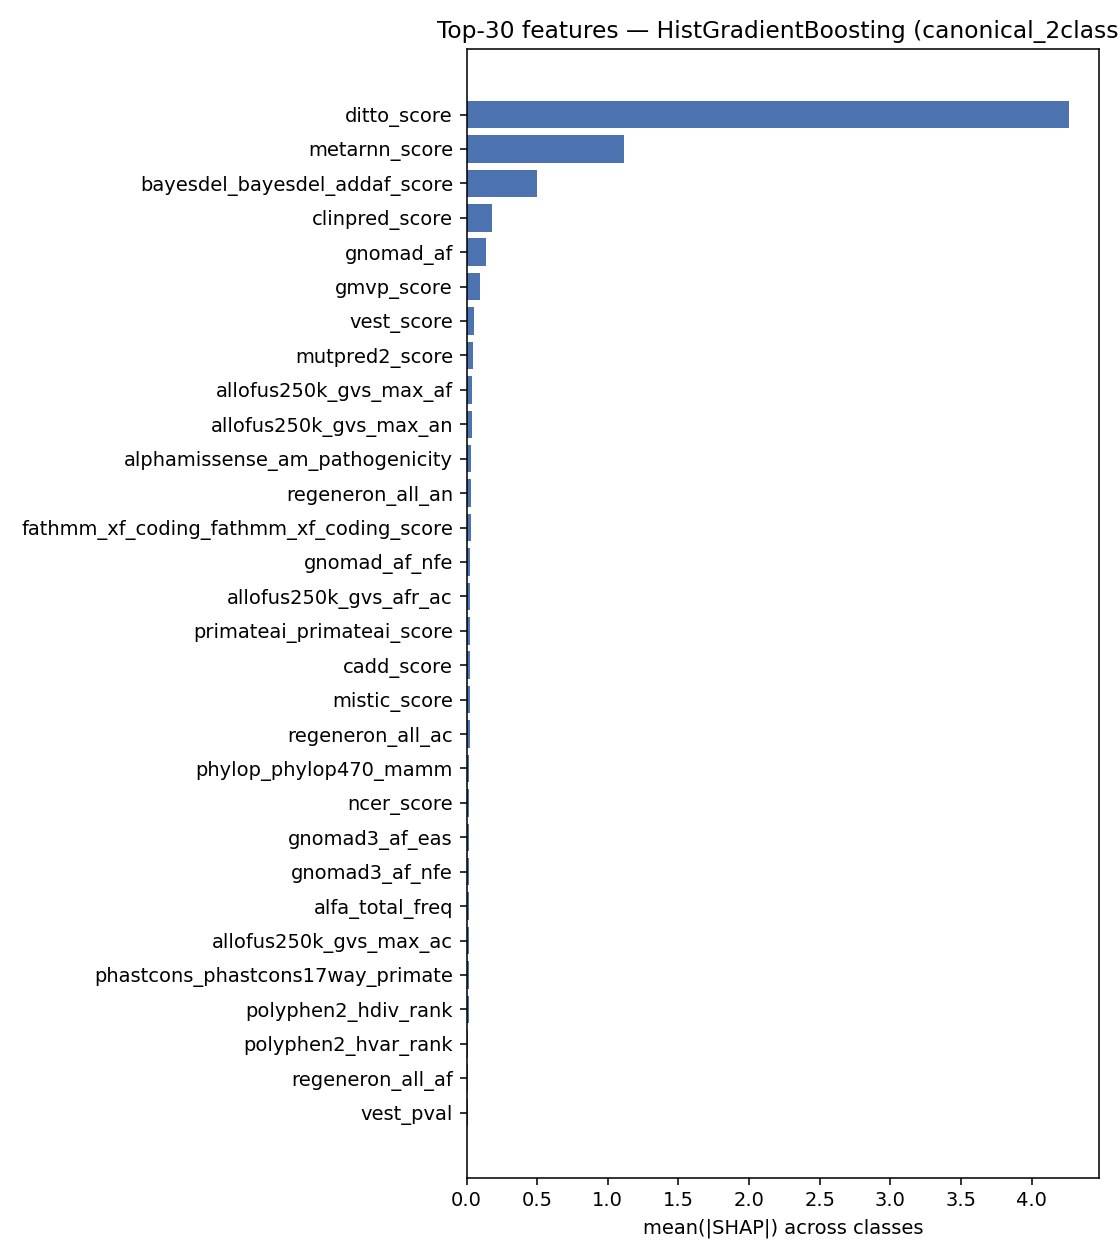 Top-30 features — HistGradientBoosting (canonical_2class
ditto_score
metarnn_score
bayesdel_bayesdel_addaf_score
clinpred_score
gnomad_af
gmvp_score
vest_score
mutpred2_score
allofus250k_gvs_max_af
allofus250k_gvs_max_an
alphamissense_am_pathogenicity
regeneron_all_an
fathmm_xf_coding_fathmm_xf_coding_score
gnomad_af_nfe
allofus250k_gvs_afr_ac
primateai_primateai_score
cadd_score
mistic_score
regeneron_all_ac
phylop_phylop470_mamm
ncer_score
gnomad3_af_eas
gnomad3_af_nfe
alfa_total_freq
allofus250k_gvs_max_ac
phastcons_phastcons17way_primate
polyphen2_hdiv_rank
polyphen2_hvar_rank
regeneron_all_af
vest_pval
0.0 0.5 1.0 1.5 2.0 2.5 3.0 3.5 4.0
mean(|SHAP|) across classes